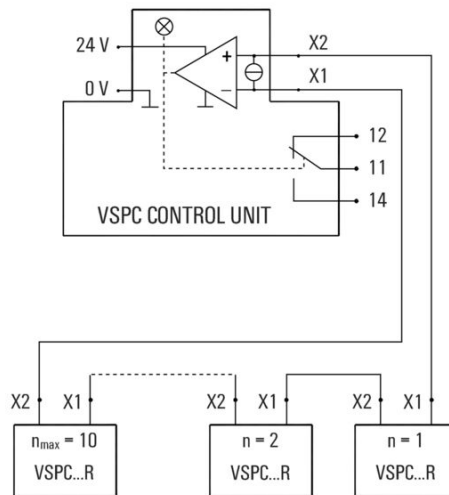 24 V
0 V
+
−
X2
X1
12
11
14
VSPC CONTROL UNIT
X2 X1 X2 X1 X2 X1
nmax = 10 n = 2 n = 1
VSPC...R VSPC...R VSPC...R